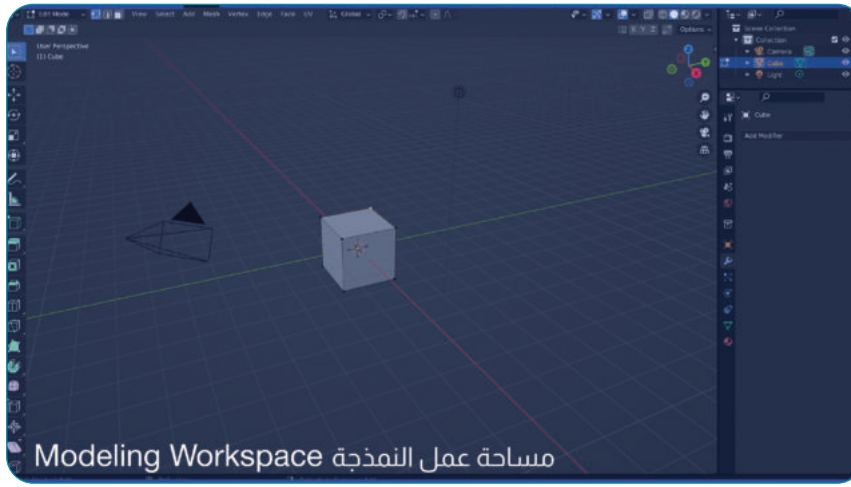 Edit Mode View Select Add Mesh Vertex Edge Face UV Global
X Y Z Options
User Perspective
(1) Cube
Scene Collection
Collection
Camera
Cube
Light
Cube
Add Modifier
Z
Y
X
مساحة عمل النمذجة Modeling Workspace